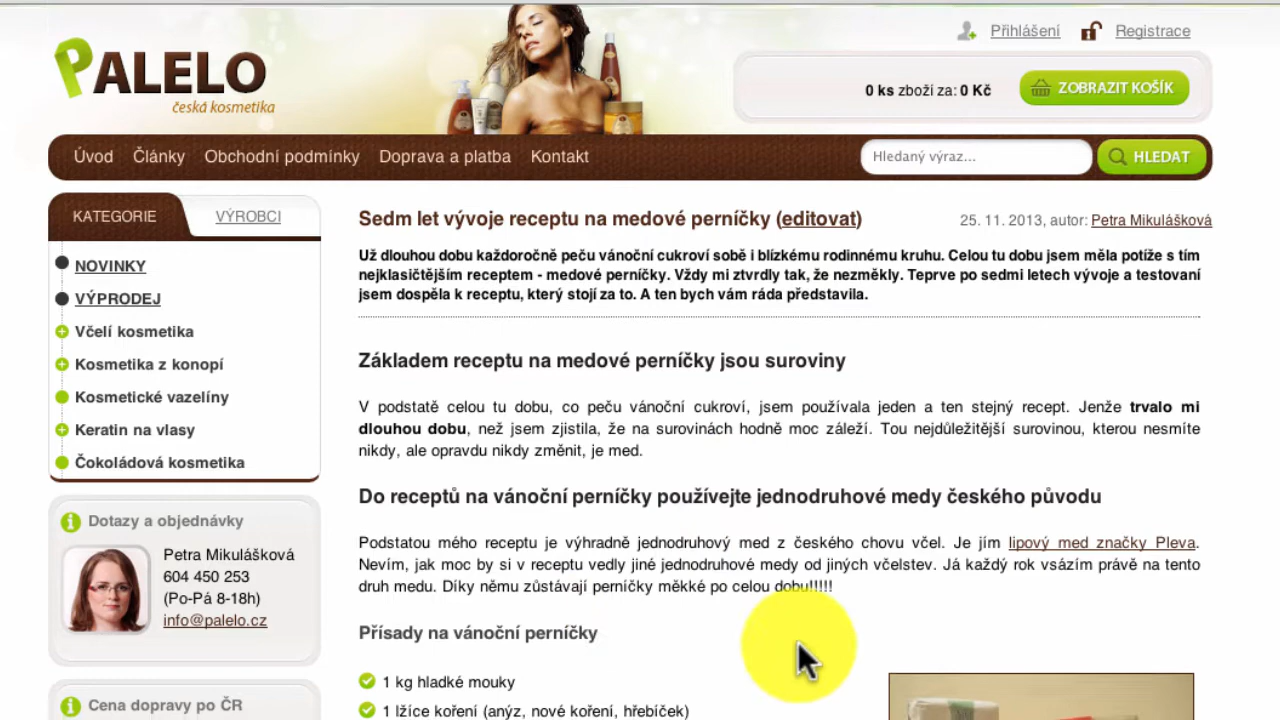 PALELO
česká kosmetika
Přihlášení
Registrace
0 ks zboží za: 0 Kč
ZOBRAZIT KOŠÍK
Úvod Články Obchodní podmínky Doprava a platba Kontakt
Hledaný výraz...
HLEDAT
KATEGORIE
VÝROBCI
NOVINKY
VÝPRODEJ
Včelí kosmetika
Kosmetika z konopí
Kosmetické vazelíny
Keratin na vlasy
Čokoládová kosmetika
Dotazy a objednávky
Petra Mikulášková
604 450 253
(Po-Pá 8-18h)
info@palelo.cz
Cena dopravy po ČR
Sedm let vývoje receptu na medové perníčky (editovat)
25. 11. 2013, autor: Petra Mikulášková
Už dlouhou dobu každoročně peču vánoční cukroví sobě i blízkému rodinnému kruhu. Celou tu dobu jsem měla potíže s tím
nejklasičtějším receptem - medové perníčky. Vždy mi ztvrdly tak, že nezměkly. Teprve po sedmi letech vývoje a testovaní
jsem dospěla k receptu, který stojí za to. A ten bych vám ráda představila.
Základem receptu na medové perníčky jsou suroviny
V podstatě celou tu dobu, co peču vánoční cukroví, jsem používala jeden a ten stejný recept. Jenže trvalo mi
dlouhou dobu, než jsem zjistila, že na surovinách hodně moc záleží. Tou nejdůležitější surovinou, kterou nesmíte
nikdy, ale opravdu nikdy změnit, je med.
Do receptů na vánoční perníčky používejte jednodruhové medy českého původu
Podstatou mého receptu je výhradně jednodruhový med z českého chovu včel. Je jím lipový med značky Pleva.
Nevím, jak moc by si v receptu vedly jiné jednodruhové medy od jiných včelstev. Já každý rok vsázím právě na tento
druh medu. Díky němu zůstávají perníčky měkké po celou dobu!!!!!
Přísady na vánoční perníčky
1 kg hladké mouky
1 lžíce koření (anýz, nové koření, hřebíček)